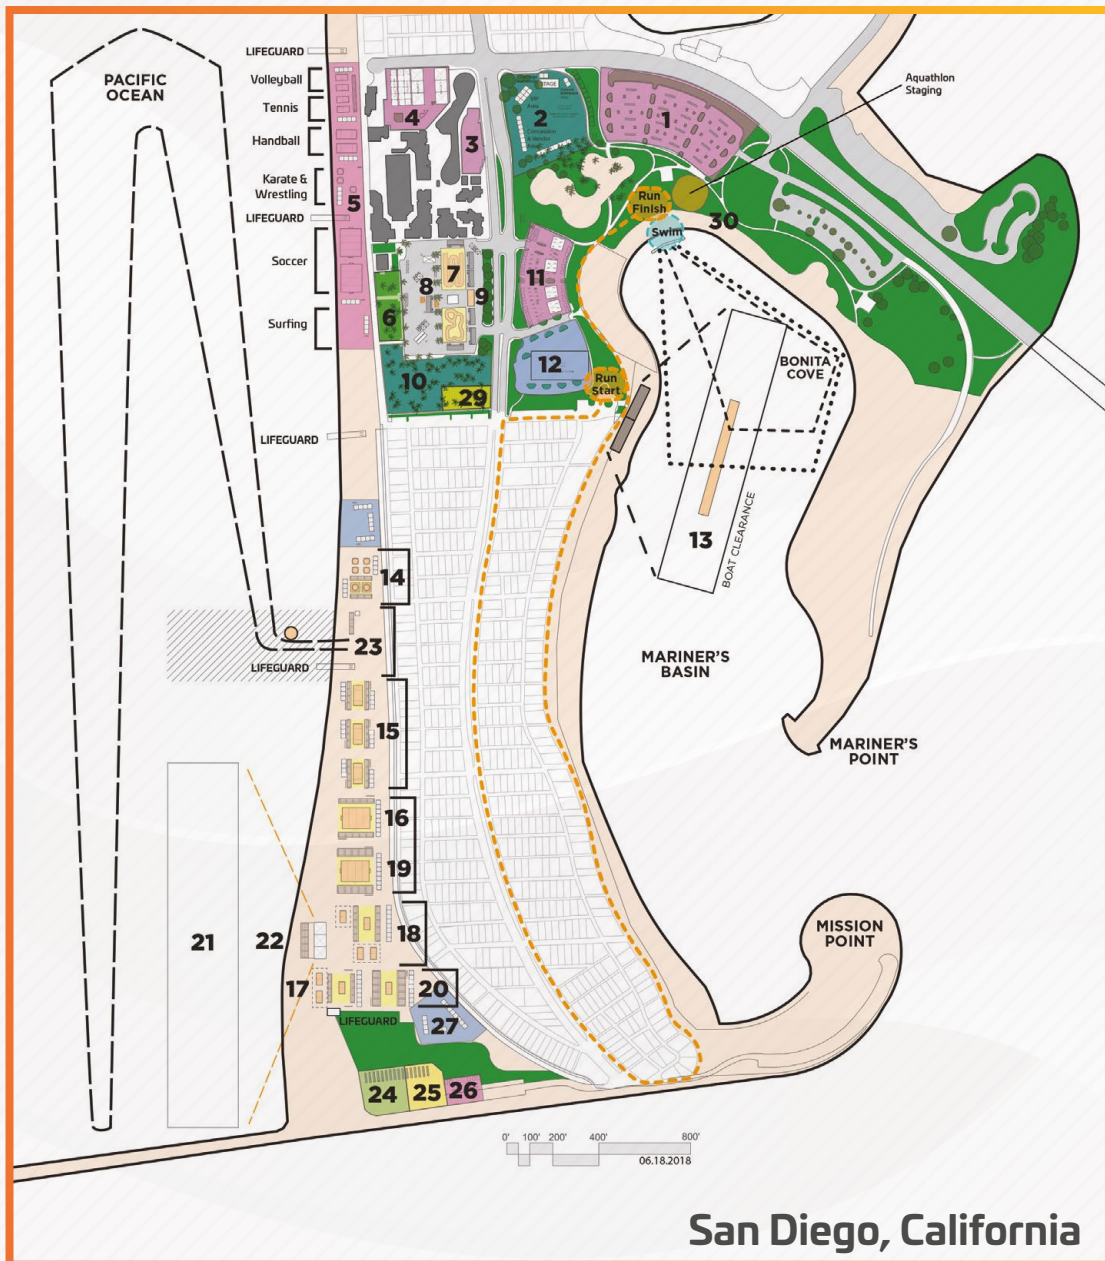 PACIFIC
OCEAN
LIFEGUARD
Volleyball
Tennis
Handball
Karate &
Wrestling
LIFEGUARD
Soccer
Surfing
LIFEGUARD
4
3
5
2
STAGE
1
Aquathlon
Staging
Run
Finish
30
Swim
7
8
9
6
11
10
29
12
Run
Start
BONITA
COVE
13
BOAT CLEARANCE
14
23
LIFEGUARD
15
MARINER'S
BASIN
MARINER'S
POINT
16
19
18
21
22
17
20
LIFEGUARD
27
MISSION
POINT
24
25
26
0' 100' 200' 400' 800'
06.18.2018
San Diego, California